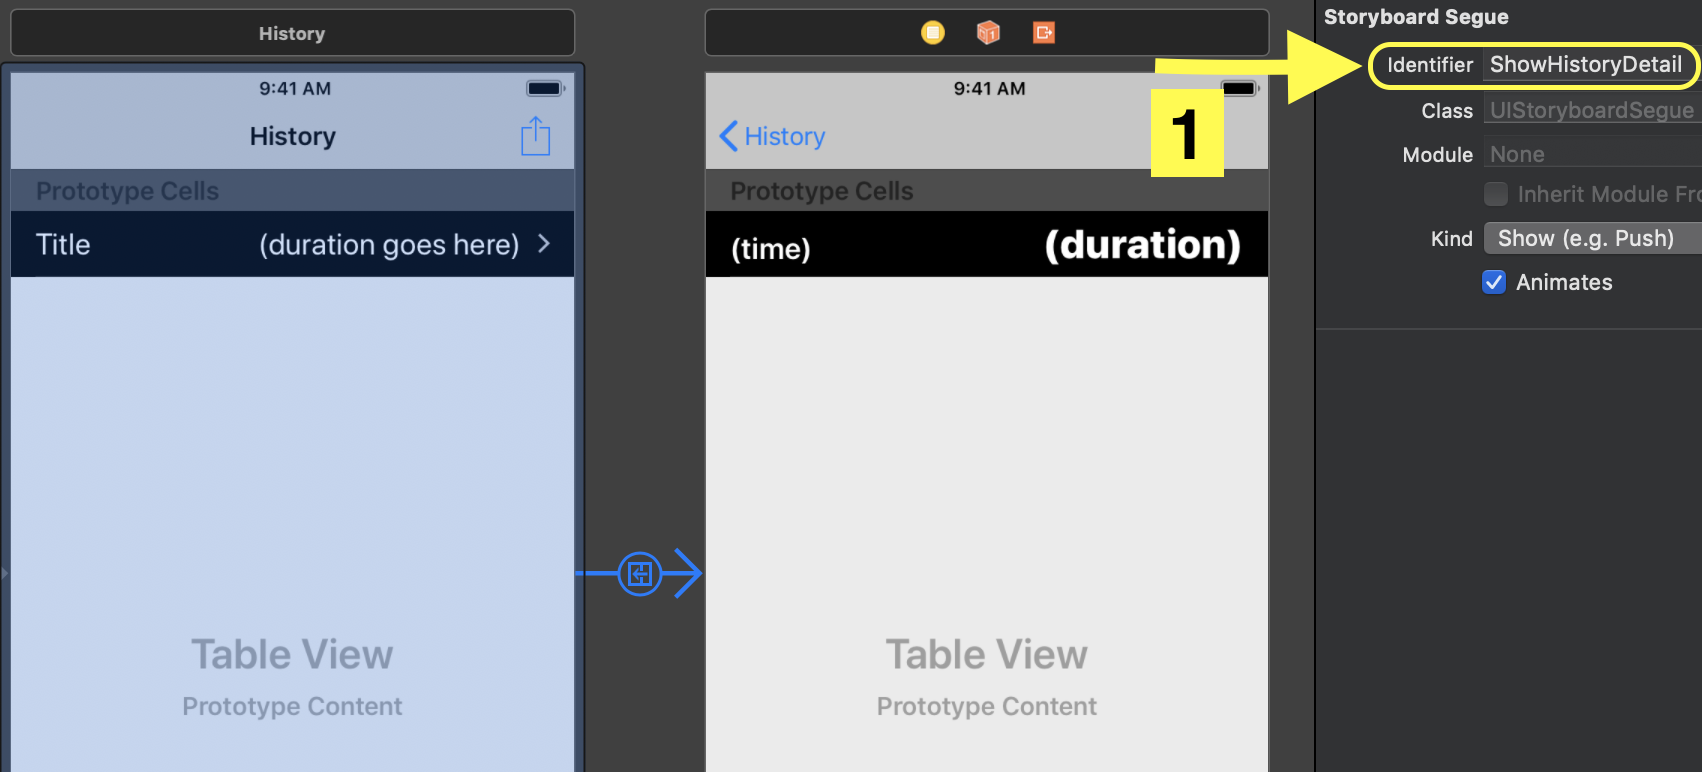 History
9:41 AM
History
Prototype Cells
Title (duration goes here)
Table View
Prototype Content
9:41 AM
History
Prototype Cells
(time) (duration)
Table View
Prototype Content
1
Storyboard Segue
Identifier ShowHistoryDetail
Class UIStoryboardSegue
Module None
Inherit Module Fro
Kind Show (e.g. Push)
Animates